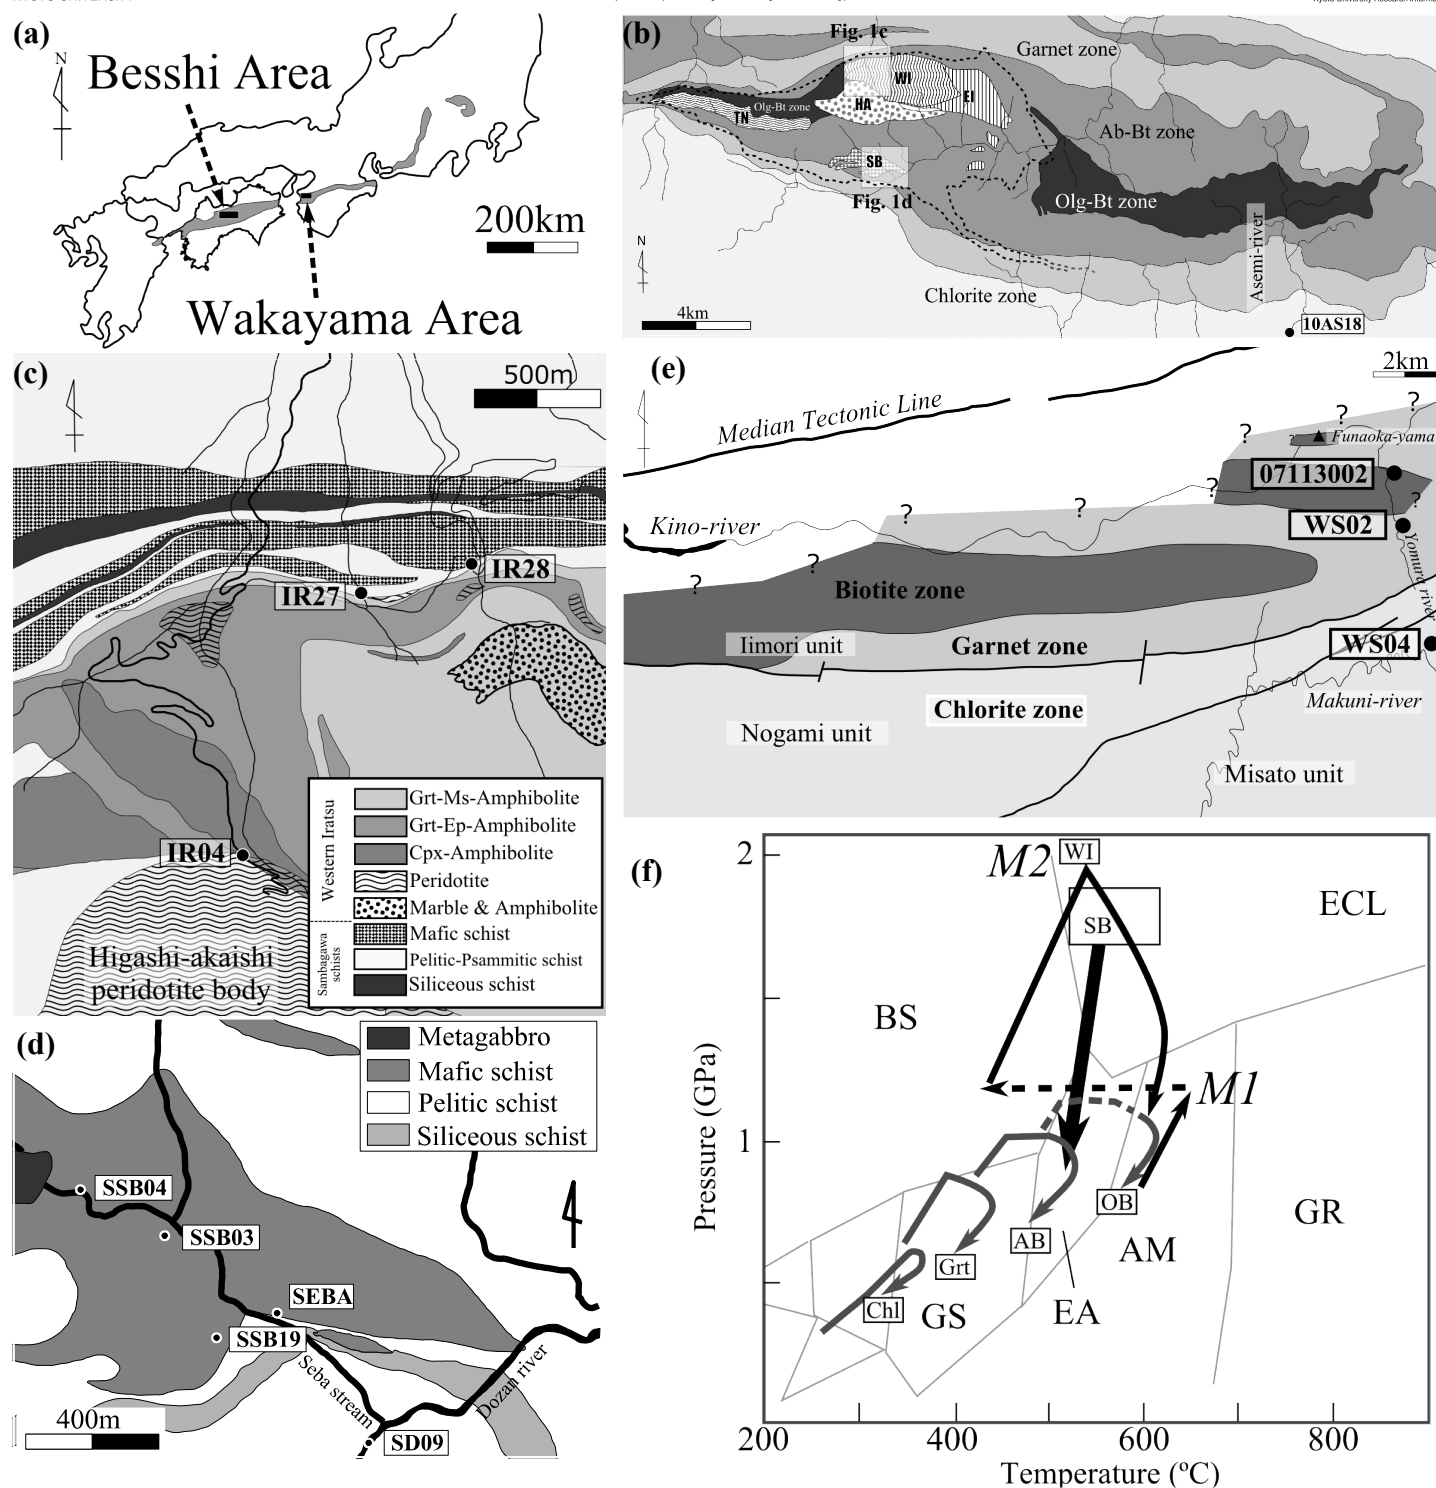 (a)
N
Besshi Area
200km
Wakayama Area
(b)
Fig. 1c
Garnet zone
WI
EI
HA
Olg-Bt zone
TN
Ab-Bt zone
SB
Olg-Bt zone
Fig. 1d
Asemi-river
N
Chlorite zone
4km
10AS18
(c)
500m
IR28
IR27
IR04
Higashi-akaishi
peridotite body
Western Iratsu
Grt-Ms-Amphibolite
Grt-Ep-Amphibolite
Cpx-Amphibolite
Peridotite
Marble & Amphibolite
Sambagawa
schists
Mafic schist
Pelitic-Psammitic schist
Siliceous schist
(e)
2km
Median Tectonic Line
?
?
?
? Funaoka-yama
07113002
?
?
?
?
Kino-river
WS02
?
?
Yomura river
Biotite zone
Iimori unit
Garnet zone
WS04
Chlorite zone
Makuni-river
Nogami unit
Misato unit
(d)
Metagabbro
Mafic schist
Pelitic schist
Siliceous schist
SSB04
SSB03
SEBA
SSB19
Seba stream
Dozan river
400m
SD09
(f)
2
M2
WI
ECL
SB
BS
M1
Pressure (GPa)
1
OB
GR
AB
AM
Grt
Chl
GS
EA
200
400
600
800
Temperature (ºC)